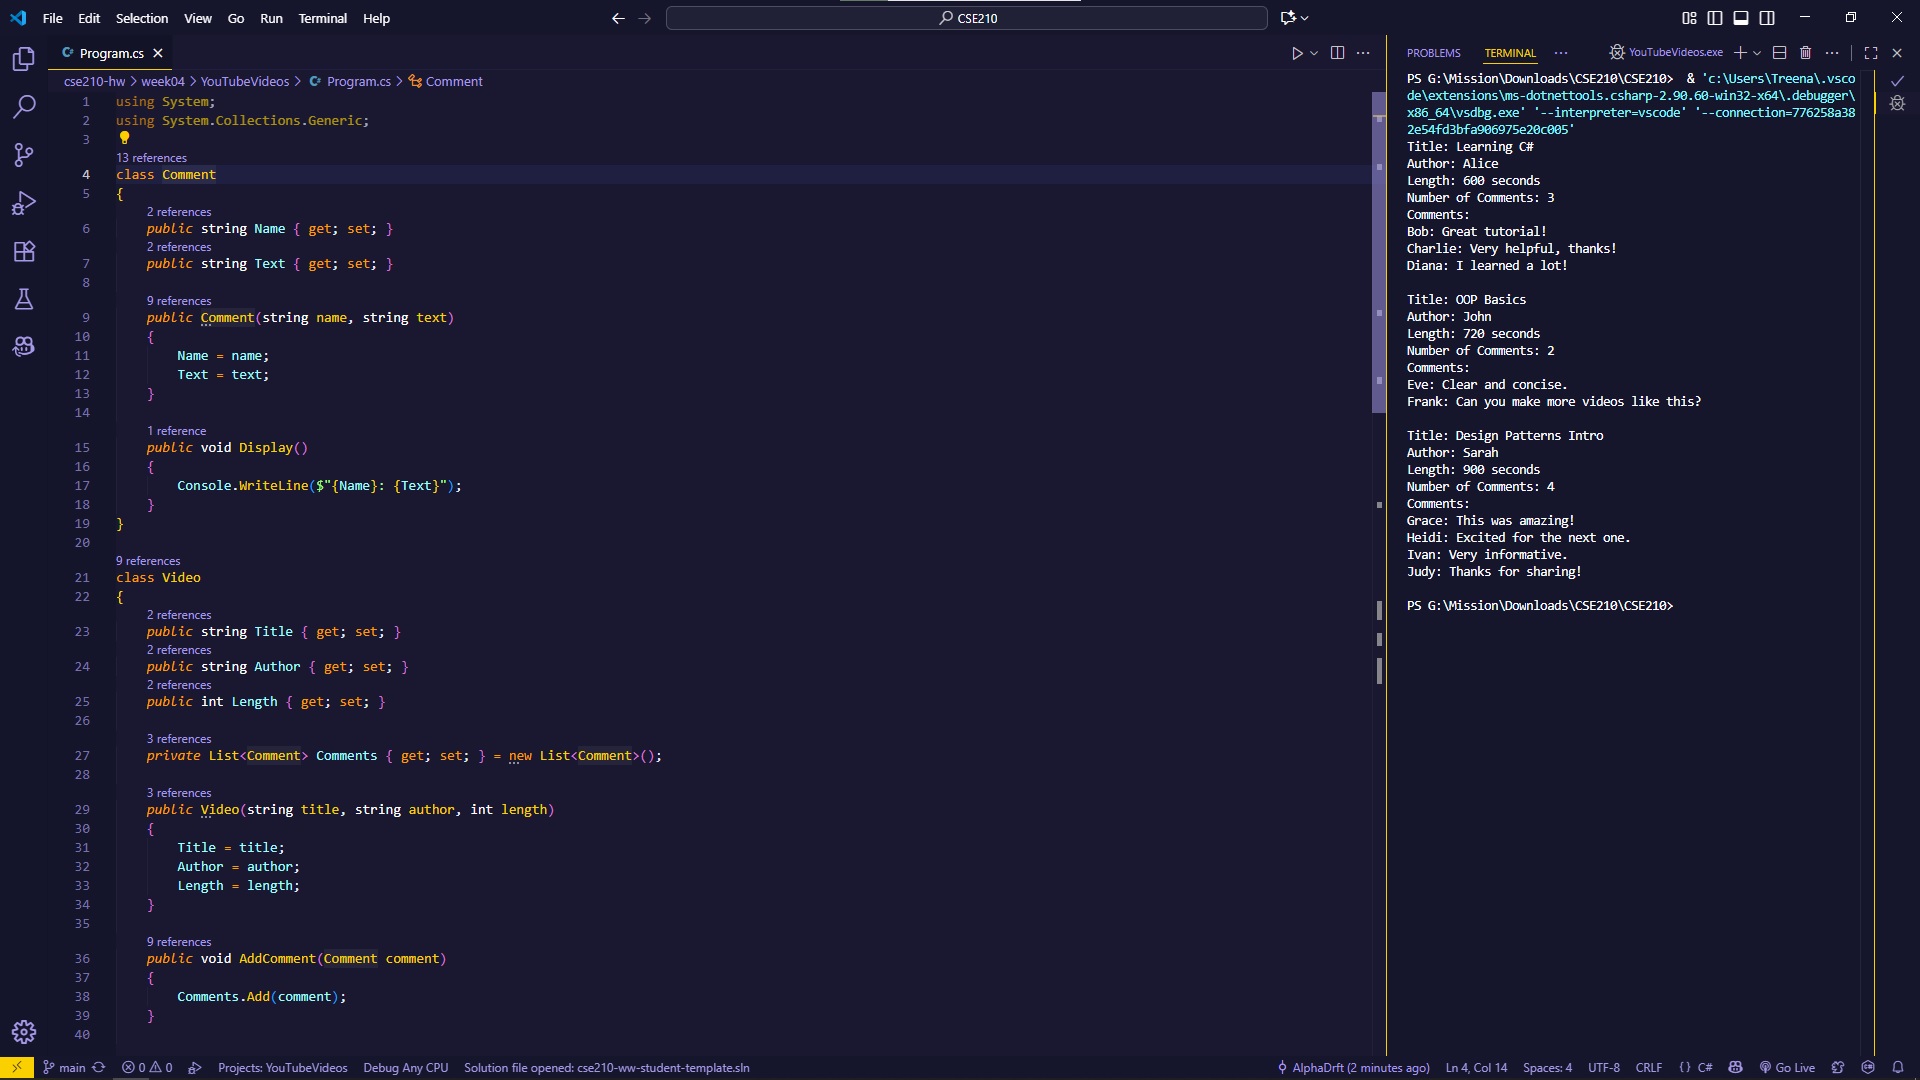 File Edit Selection View Go Run Terminal Help
CSE210
Program.cs
cse210-hw > week04 > YouTubeVideos > Program.cs > Comment
1 using System;
2 using System.Collections.Generic;
3
13 references
4 class Comment
5 {
2 references
6 public string Name { get; set; }
2 references
7 public string Text { get; set; }
8
9 references
9 public Comment(string name, string text)
10 {
11 Name = name;
12 Text = text;
13 }
14
1 reference
15 public void Display()
16 {
17 Console.WriteLine($"{Name}: {Text}");
18 }
19 }
20
9 references
21 class Video
22 {
2 references
23 public string Title { get; set; }
2 references
24 public string Author { get; set; }
2 references
25 public int Length { get; set; }
26
3 references
27 private List<Comment> Comments { get; set; } = new List<Comment>();
28
3 references
29 public Video(string title, string author, int length)
30 {
31 Title = title;
32 Author = author;
33 Length = length;
34 }
35
9 references
36 public void AddComment(Comment comment)
37 {
38 Comments.Add(comment);
39 }
40
PROBLEMS TERMINAL YouTubeVideos.exe
PS G:\Mission\Downloads\CSE210\CSE210> & 'c:\Users\Treena\.vsco
de\extensions\ms-dotnettools.csharp-2.90.60-win32-x64\.debugger\
x86_64\vsdbg.exe' '--interpreter=vscode' '--connection=776258a38
2e54fd3bfa906975e20c005'
Title: Learning C#
Author: Alice
Length: 600 seconds
Number of Comments: 3
Comments:
Bob: Great tutorial!
Charlie: Very helpful, thanks!
Diana: I learned a lot!
Title: OOP Basics
Author: John
Length: 720 seconds
Number of Comments: 2
Comments:
Eve: Clear and concise.
Frank: Can you make more videos like this?
Title: Design Patterns Intro
Author: Sarah
Length: 900 seconds
Number of Comments: 4
Comments:
Grace: This was amazing!
Heidi: Excited for the next one.
Ivan: Very informative.
Judy: Thanks for sharing!
PS G:\Mission\Downloads\CSE210\CSE210>
main 0 0 Projects: YouTubeVideos Debug Any CPU Solution file opened: cse210-ww-student-template.sln AlphaDrft (2 minutes ago) Ln 4, Col 14 Spaces: 4 UTF-8 CRLF {} C# Go Live